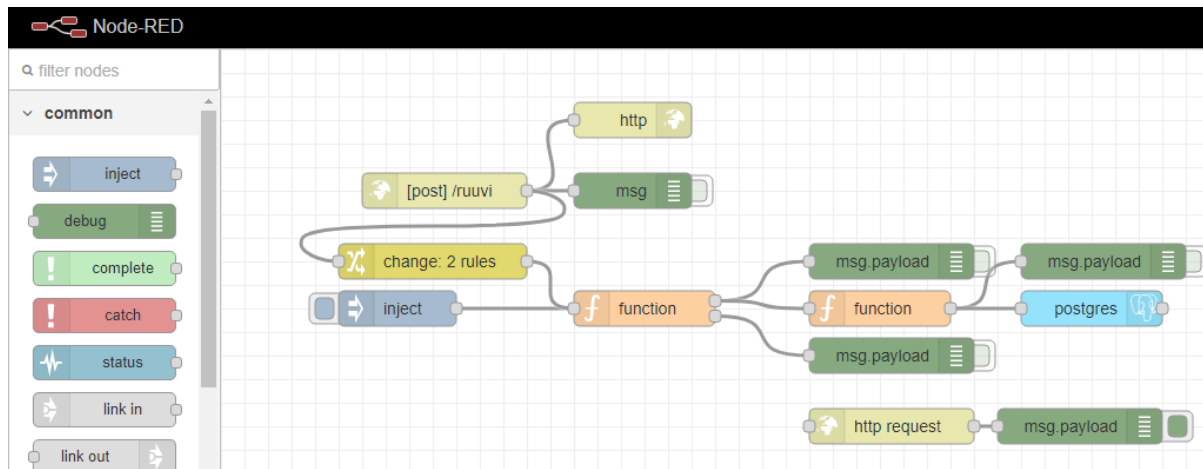 Node-RED
filter nodes
common
inject
debug
complete
catch
status
link in
link out
http
[post] /ruuvi
msg
change: 2 rules
msg.payload
msg.payload
inject
function
function
postgres
msg.payload
http request
msg.payload